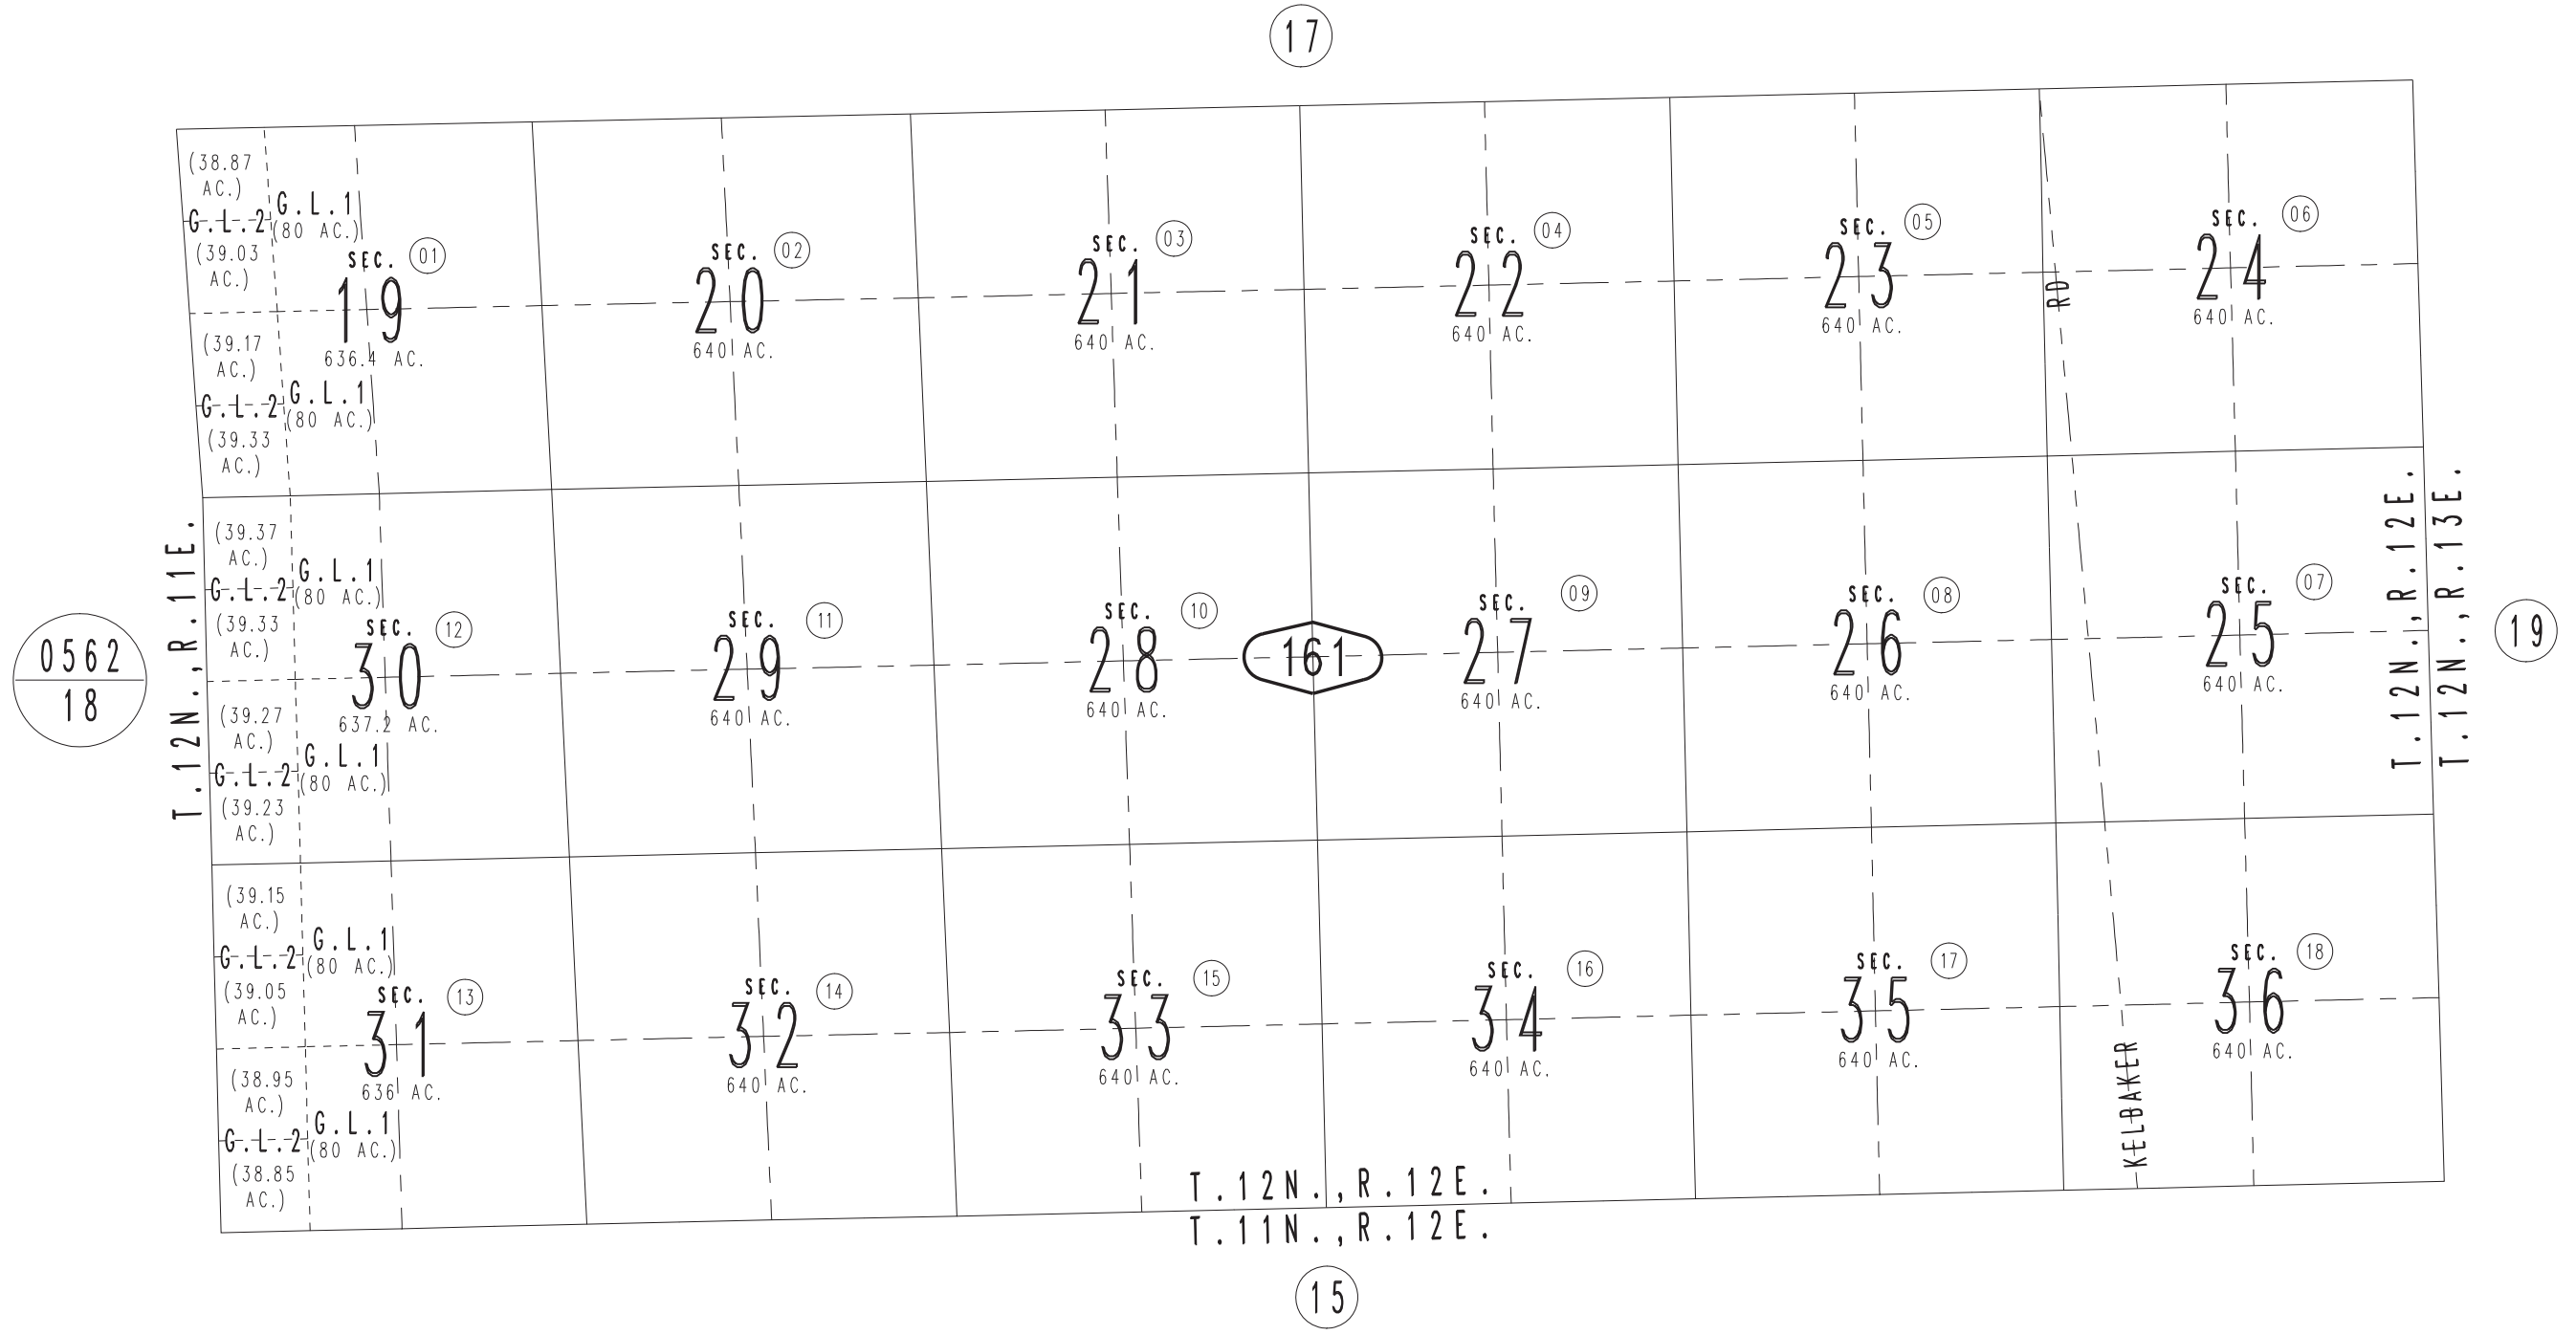 17
(38.87
AC.)
G.L.2
(39.03
AC.)
G.L.1
(80 AC.)
SEC.
19
01
636.4 AC.
(39.17
AC.)
G.L.2
(39.33
AC.)
G.L.1
(80 AC.)
SEC.
20
02
640 AC.
SEC.
21
03
640 AC.
SEC.
22
04
640 AC.
SEC.
23
05
640 AC.
RD
SEC.
24
06
640 AC.
0562
18
T.12N.,R.11E.
(39.37
AC.)
G.L.2
(39.33
AC.)
G.L.1
(80 AC.)
SEC.
30
12
637.2 AC.
(39.27
AC.)
G.L.2
(39.23
AC.)
G.L.1
(80 AC.)
SEC.
29
11
640 AC.
SEC.
28
10
640 AC.
161
SEC.
27
09
640 AC.
SEC.
26
08
640 AC.
SEC.
25
07
640 AC.
T.12N.,R.12E.
T.12N.,R.13E.
19
(39.15
AC.)
G.L.2
(39.05
AC.)
G.L.1
(80 AC.)
SEC.
31
13
636 AC.
(38.95
AC.)
G.L.2
(38.85
AC.)
G.L.1
(80 AC.)
SEC.
32
14
640 AC.
SEC.
33
15
640 AC.
SEC.
34
16
640 AC.
SEC.
35
17
640 AC.
KELBAKER
SEC.
36
18
640 AC.
T.12N.,R.12E.
T.11N.,R.12E.
15